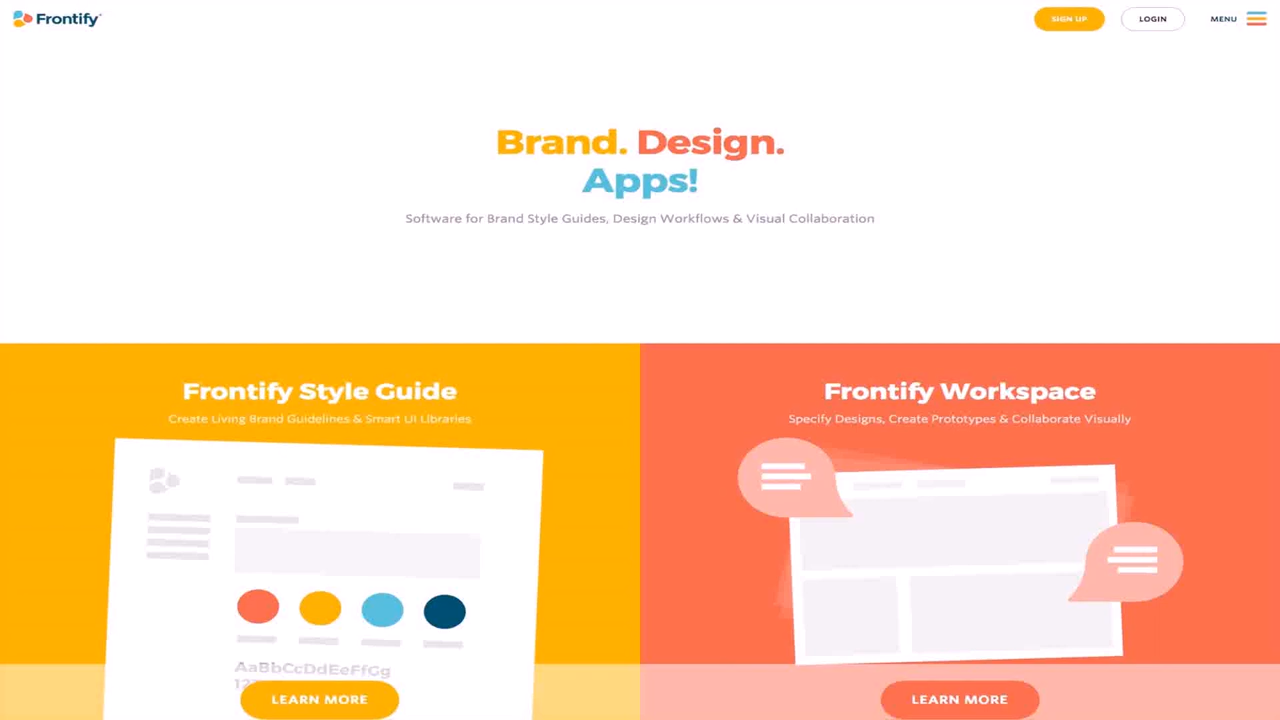 Frontify
SIGN UP
LOGIN
MENU
Brand. Design.
Apps!
Software for Brand Style Guides, Design Workflows & Visual Collaboration
Frontify Style Guide
Create Living Brand Guidelines & Smart UI Libraries
Frontify Workspace
Specify Designs, Create Prototypes & Collaborate Visually
AaBbCcDdEeFfGg
LEARN MORE
LEARN MORE